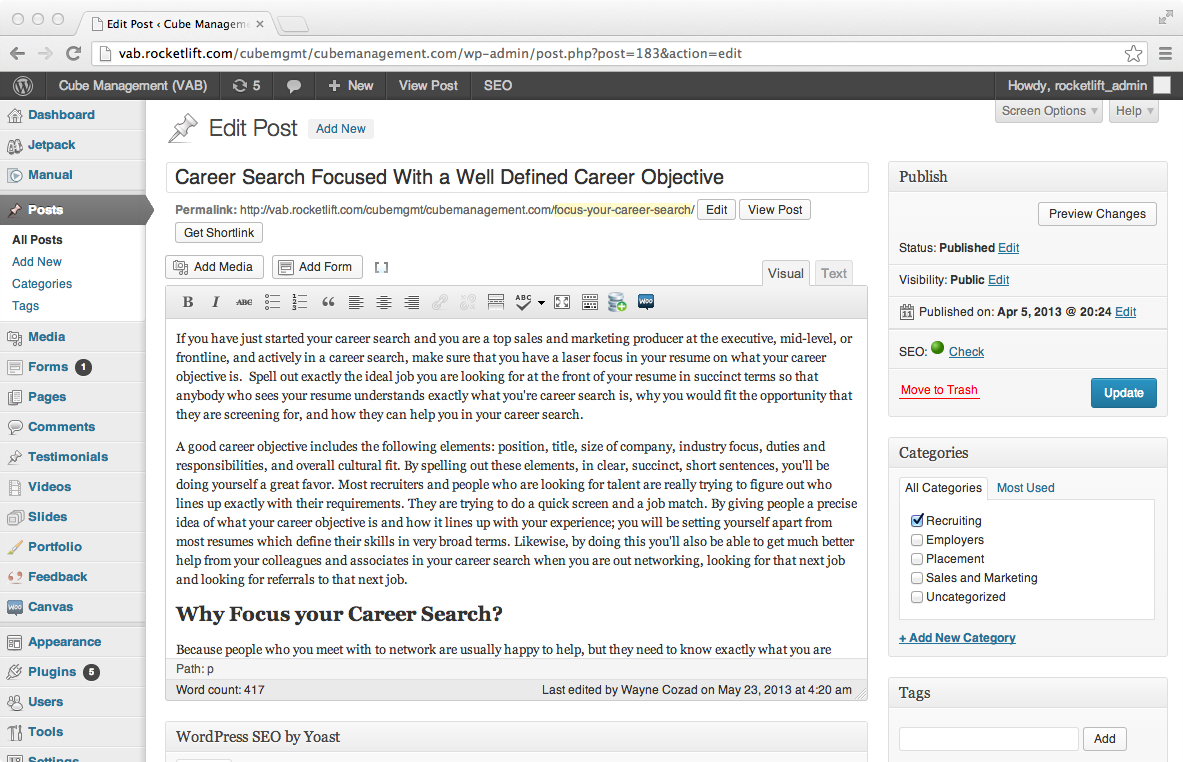 Edit Post ‹ Cube Managem
vab.rocketlift.com/cubemgmt/cubemanagement.com/wp-admin/post.php?post=183&action=edit
Cube Management (VAB) 5 + New View Post SEO Howdy, rocketlift_admin
Screen Options Help
Dashboard
Jetpack
Manual
Posts
All Posts
Add New
Categories
Tags
Media
Forms 1
Pages
Comments
Testimonials
Videos
Slides
Portfolio
Feedback
Canvas
Appearance
Plugins 5
Users
Tools
Settings
Edit Post Add New
Career Search Focused With a Well Defined Career Objective
Permalink: http://vab.rocketlift.com/cubemgmt/cubemanagement.com/focus-your-career-search/ Edit View Post
Get Shortlink
Add Media Add Form
Visual Text
B I ABC ABC WOO
If you have just started your career search and you are a top sales and marketing producer at the executive, mid-level, or
frontline, and actively in a career search, make sure that you have a laser focus in your resume on what your career
objective is.  Spell out exactly the ideal job you are looking for at the front of your resume in succinct terms so that
anybody who sees your resume understands exactly what you're career search is, why you would fit the opportunity that
they are screening for, and how they can help you in your career search.
A good career objective includes the following elements: position, title, size of company, industry focus, duties and
responsibilities, and overall cultural fit. By spelling out these elements, in clear, succinct, short sentences, you'll be
doing yourself a great favor. Most recruiters and people who are looking for talent are really trying to figure out who
lines up exactly with their requirements. They are trying to do a quick screen and a job match. By giving people a precise
idea of what your career objective is and how it lines up with your experience; you will be setting yourself apart from
most resumes which define their skills in very broad terms. Likewise, by doing this you'll also be able to get much better
help from your colleagues and associates in your career search when you are out networking, looking for that next job
and looking for referrals to that next job.
Why Focus your Career Search?
Because people who you meet with to network are usually happy to help, but they need to know exactly what you are
Path: p
Word count: 417 Last edited by Wayne Cozad on May 23, 2013 at 4:20 am
WordPress SEO by Yoast
Publish
Preview Changes
Status: Published Edit
Visibility: Public Edit
11 Published on: Apr 5, 2013 @ 20:24 Edit
SEO: Check
Move to Trash Update
Categories
All Categories Most Used
Recruiting
Employers
Placement
Sales and Marketing
Uncategorized
+ Add New Category
Tags
Add